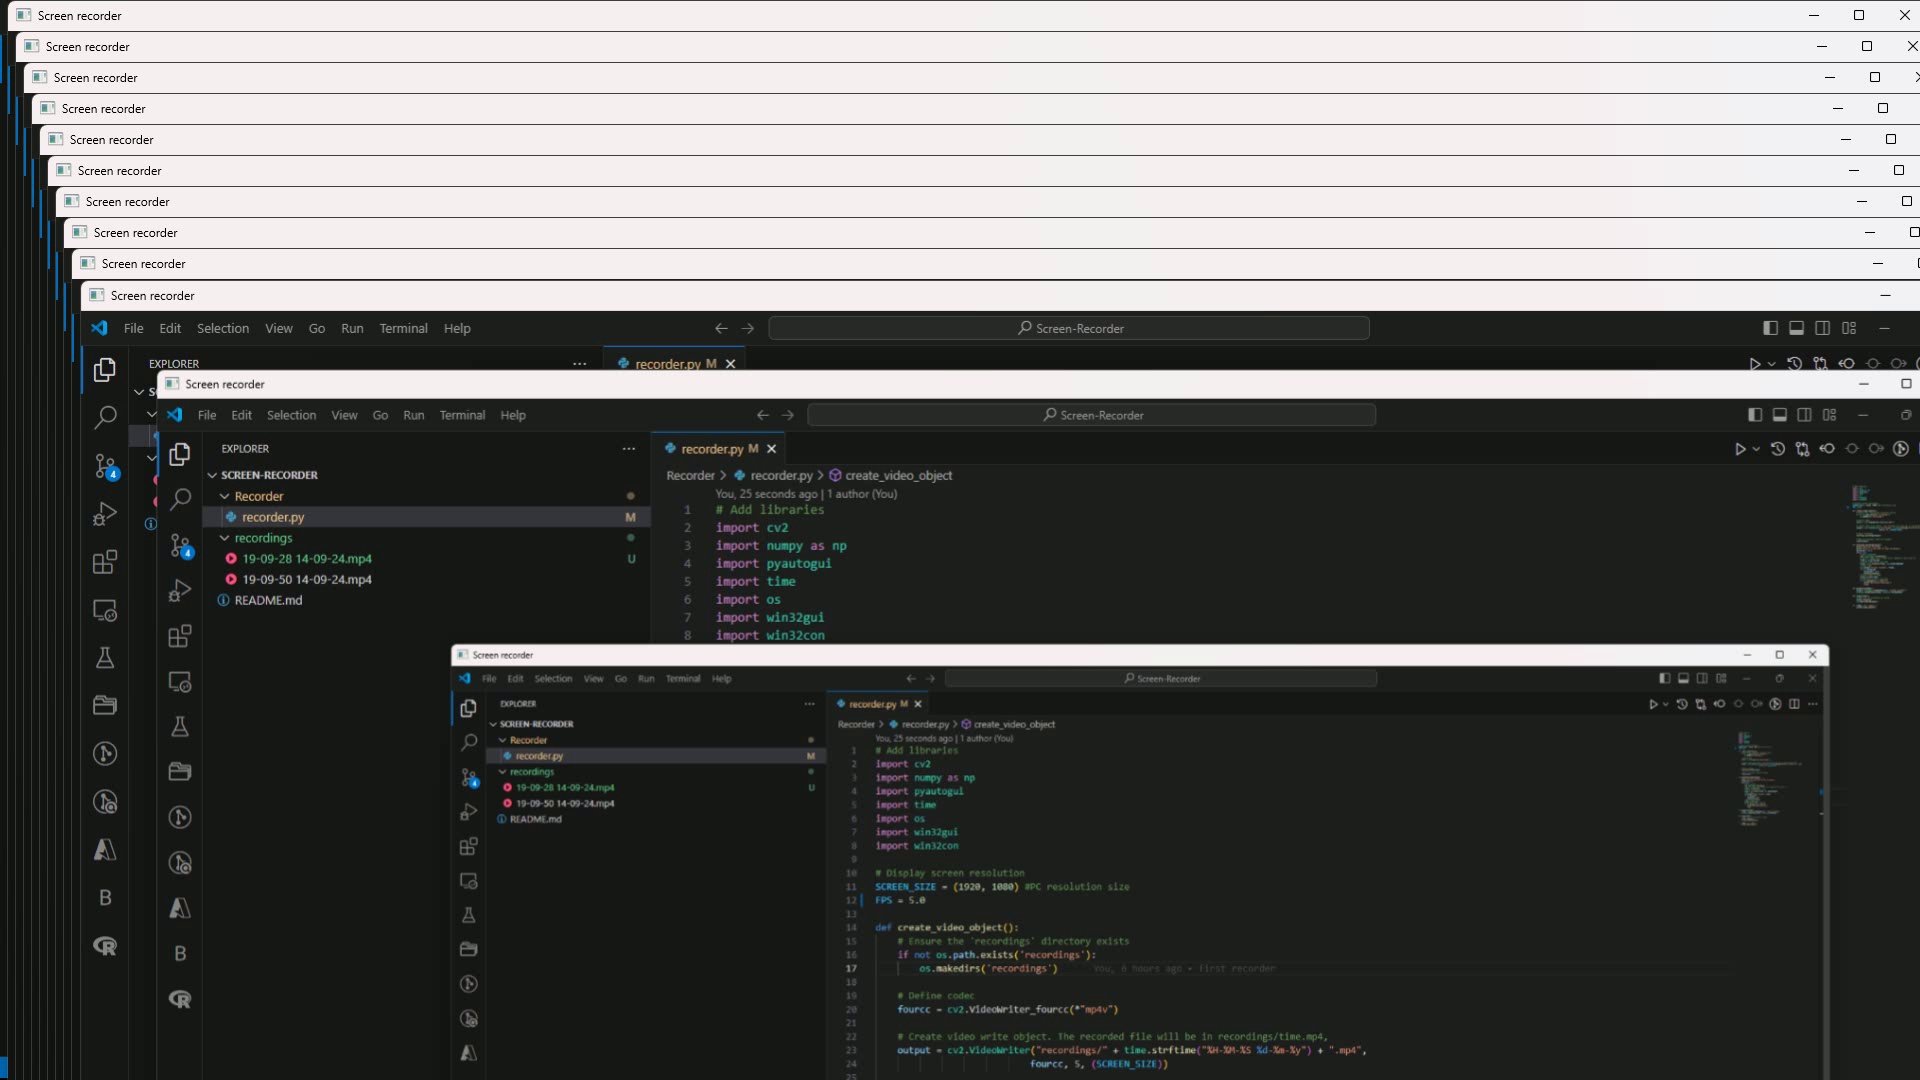 Screen recorder
Screen recorder
Screen recorder
Screen recorder
Screen recorder
Screen recorder
Screen recorder
Screen recorder
Screen recorder
Screen recorder
File Edit Selection View Go Run Terminal Help Screen-Recorder
EXPLORER recorder.py M
Screen recorder
File Edit Selection View Go Run Terminal Help Screen-Recorder
EXPLORER recorder.py M
SCREEN-RECORDER Recorder > recorder.py > create_video_object
Recorder You, 25 seconds ago | 1 author (You)
1 # Add libraries
recorder.py M
2 import cv2
recordings
3 import numpy as np
19-09-28 14-09-24.mp4 U
4 import pyautogui
19-09-50 14-09-24.mp4
5 import time
README.md
6 import os
7 import win32gui
8 import win32con
4
4
B
B
Screen recorder
File Edit Selection View Go Run Terminal Help Screen-Recorder
EXPLORER recorder.py M
SCREEN-RECORDER Recorder > recorder.py > create_video_object
Recorder You, 25 seconds ago | 1 author (You)
recorder.py M
recordings
19-09-28 14-09-24.mp4 U
19-09-50 14-09-24.mp4
README.md
4
1 # Add libraries
2 import cv2
3 import numpy as np
4 import pyautogui
5 import time
6 import os
7 import win32gui
8 import win32con
9
10 # Display screen resolution
11 SCREEN_SIZE = (1920, 1080) #PC resolution size
12 FPS = 5.0
13
14 def create_video_object():
15 # Ensure the 'recordings' directory exists
16 if not os.path.exists('recordings'):
17 os.makedirs('recordings') You, 6 hours ago • first recorder
18
19 # Define codec
20 fourcc = cv2.VideoWriter_fourcc(*"mp4v")
21
22 # Create video write object. The recorded file will be in recordings/time.mp4,
23 output = cv2.VideoWriter("recordings/" + time.strftime("%H-%M-%S %d-%m-%y") + ".mp4",
24 fourcc, 5, (SCREEN_SIZE))
25